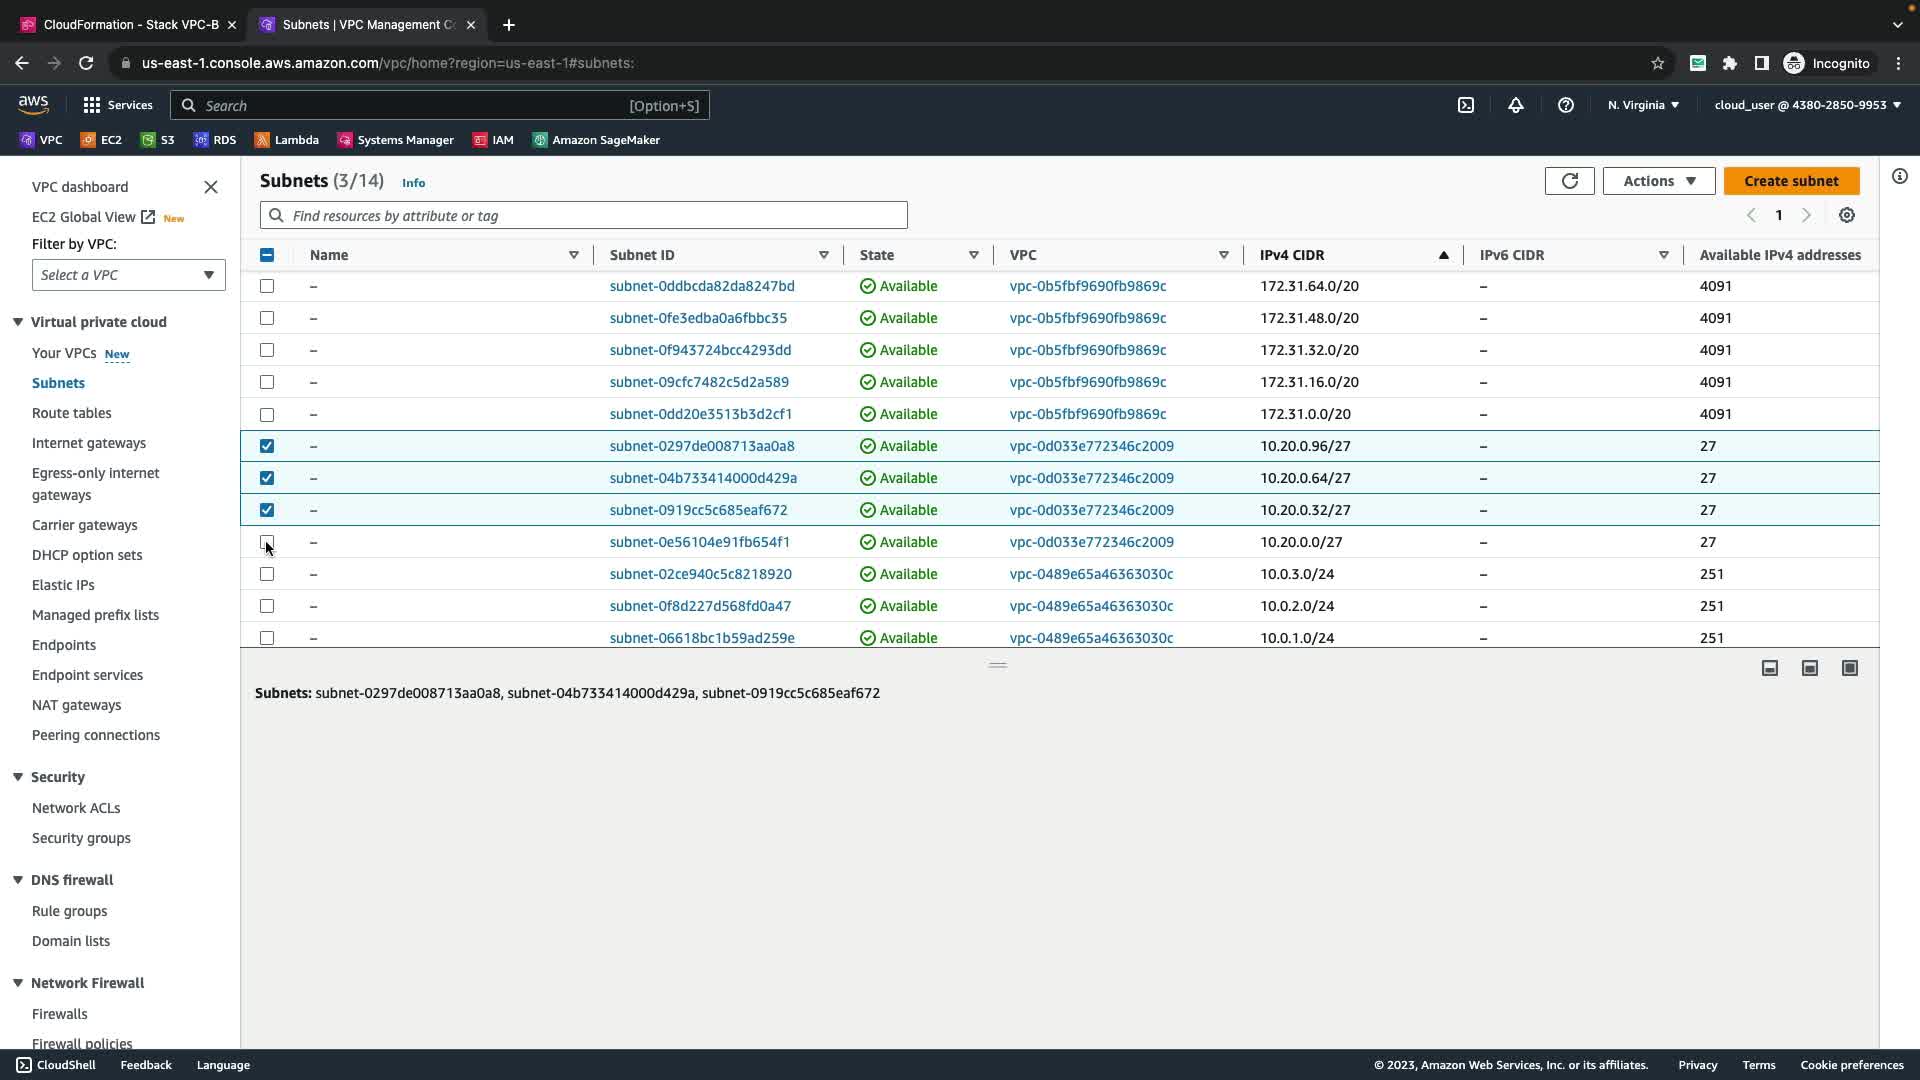 CloudFormation - Stack VPC-B
Subnets | VPC Management C
us-east-1.console.aws.amazon.com/vpc/home?region=us-east-1#subnets:
Incognito
aws
Services
Search
[Option+S]
N. Virginia
cloud_user @ 4380-2850-9953
VPC
EC2
S3
RDS
Lambda
Systems Manager
IAM
Amazon SageMaker
VPC dashboard
EC2 Global View New
Filter by VPC:
Select a VPC
Virtual private cloud
Your VPCs New
Subnets
Route tables
Internet gateways
Egress-only internet
gateways
Carrier gateways
DHCP option sets
Elastic IPs
Managed prefix lists
Endpoints
Endpoint services
NAT gateways
Peering connections
Security
Network ACLs
Security groups
DNS firewall
Rule groups
Domain lists
Network Firewall
Firewalls
Firewall policies
Subnets (3/14) Info
Actions
Create subnet
Find resources by attribute or tag
1
Name Subnet ID State VPC IPv4 CIDR IPv6 CIDR Available IPv4 addresses
– subnet-0ddbcda82da8247bd Available vpc-0b5fbf9690fb9869c 172.31.64.0/20 – 4091
– subnet-0fe3edba0a6fbbc35 Available vpc-0b5fbf9690fb9869c 172.31.48.0/20 – 4091
– subnet-0f943724bcc4293dd Available vpc-0b5fbf9690fb9869c 172.31.32.0/20 – 4091
– subnet-09cfc7482c5d2a589 Available vpc-0b5fbf9690fb9869c 172.31.16.0/20 – 4091
– subnet-0dd20e3513b3d2cf1 Available vpc-0b5fbf9690fb9869c 172.31.0.0/20 – 4091
– subnet-0297de008713aa0a8 Available vpc-0d033e772346c2009 10.20.0.96/27 – 27
– subnet-04b733414000d429a Available vpc-0d033e772346c2009 10.20.0.64/27 – 27
– subnet-0919cc5c685eaf672 Available vpc-0d033e772346c2009 10.20.0.32/27 – 27
– subnet-0e56104e91fb654f1 Available vpc-0d033e772346c2009 10.20.0.0/27 – 27
– subnet-02ce940c5c8218920 Available vpc-0489e65a46363030c 10.0.3.0/24 – 251
– subnet-0f8d227d568fd0a47 Available vpc-0489e65a46363030c 10.0.2.0/24 – 251
– subnet-06618bc1b59ad259e Available vpc-0489e65a46363030c 10.0.1.0/24 – 251
Subnets: subnet-0297de008713aa0a8, subnet-04b733414000d429a, subnet-0919cc5c685eaf672
CloudShell
Feedback
Language
© 2023, Amazon Web Services, Inc. or its affiliates.
Privacy
Terms
Cookie preferences